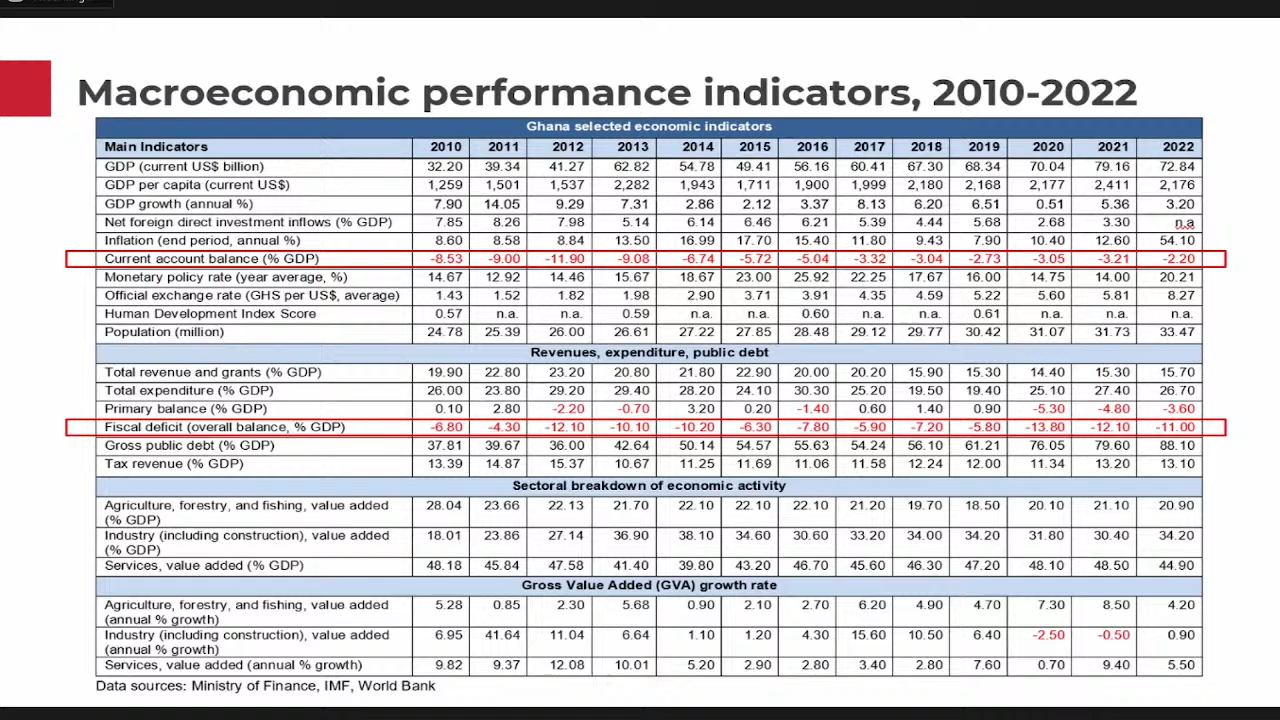 Macroeconomic performance indicators, 2010-2022
Ghana selected economic indicators
Main Indicators 2010 2011 2012 2013 2014 2015 2016 2017 2018 2019 2020 2021 2022
GDP (current US$ billion) 32.20 39.34 41.27 62.82 54.78 49.41 56.16 60.41 67.30 68.34 70.04 79.16 72.84
GDP per capita (current US$) 1,259 1,501 1,537 2,282 1,943 1,711 1,900 1,999 2,180 2,168 2,177 2,411 2,176
GDP growth (annual %) 7.90 14.05 9.29 7.31 2.86 2.12 3.37 8.13 6.20 6.51 0.51 5.36 3.20
Net foreign direct investment inflows (% GDP) 7.85 8.26 7.98 5.14 6.14 6.46 6.21 5.39 4.44 5.68 2.68 3.30 n.a
Inflation (end period, annual %) 8.60 8.58 8.84 13.50 16.99 17.70 15.40 11.80 9.43 7.90 10.40 12.60 54.10
Current account balance (% GDP) -8.53 -9.00 -11.90 -9.08 -6.74 -5.72 -5.04 -3.32 -3.04 -2.73 -3.05 -3.21 -2.20
Monetary policy rate (year average, %) 14.67 12.92 14.46 15.67 18.67 23.00 25.92 22.25 17.67 16.00 14.75 14.00 20.21
Official exchange rate (GHS per US$, average) 1.43 1.52 1.82 1.98 2.90 3.71 3.91 4.35 4.59 5.22 5.60 5.81 8.27
Human Development Index Score 0.57 n.a. n.a. 0.59 n.a. n.a. 0.60 n.a. n.a. 0.61 n.a. n.a. n.a.
Population (million) 24.78 25.39 26.00 26.61 27.22 27.85 28.48 29.12 29.77 30.42 31.07 31.73 33.47
Revenues, expenditure, public debt
Total revenue and grants (% GDP) 19.90 22.80 23.20 20.80 21.80 22.90 20.00 20.20 15.90 15.30 14.40 15.30 15.70
Total expenditure (% GDP) 26.00 23.80 29.20 29.40 28.20 24.10 30.30 25.20 19.50 19.40 25.10 27.40 26.70
Primary balance (% GDP) 0.10 2.80 -2.20 -0.70 3.20 0.20 -1.40 0.60 1.40 0.90 -5.30 -4.80 -3.60
Fiscal deficit (overall balance, % GDP) -6.80 -4.30 -12.10 -10.10 -10.20 -6.30 -7.80 -5.90 -7.20 -5.80 -13.80 -12.10 -11.00
Gross public debt (% GDP) 37.81 39.67 36.00 42.64 50.14 54.57 55.63 54.24 56.10 61.21 76.05 79.60 88.10
Tax revenue (% GDP) 13.39 14.87 15.37 10.67 11.25 11.69 11.06 11.58 12.24 12.00 11.34 13.20 13.10
Sectoral breakdown of economic activity
Agriculture, forestry, and fishing, value added 28.04 23.66 22.13 21.70 22.10 22.10 22.10 21.20 19.70 18.50 20.10 21.10 20.90
(% GDP)
Industry (including construction), value added 18.01 23.86 27.14 36.90 38.10 34.60 30.60 33.20 34.00 34.20 31.80 30.40 34.20
(% GDP)
Services, value added (% GDP) 48.18 45.84 47.58 41.40 39.80 43.20 46.70 45.60 46.30 47.20 48.10 48.50 44.90
Gross Value Added (GVA) growth rate
Agriculture, forestry, and fishing, value added 5.28 0.85 2.30 5.68 0.90 2.10 2.70 6.20 4.90 4.70 7.30 8.50 4.20
(annual % growth)
Industry (including construction), value added 6.95 41.64 11.04 6.64 1.10 1.20 4.30 15.60 10.50 6.40 -2.50 -0.50 0.90
(annual % growth)
Services, value added (annual % growth) 9.82 9.37 12.08 10.01 5.20 2.90 2.80 3.40 2.80 7.60 0.70 9.40 5.50
Data sources: Ministry of Finance, IMF, World Bank